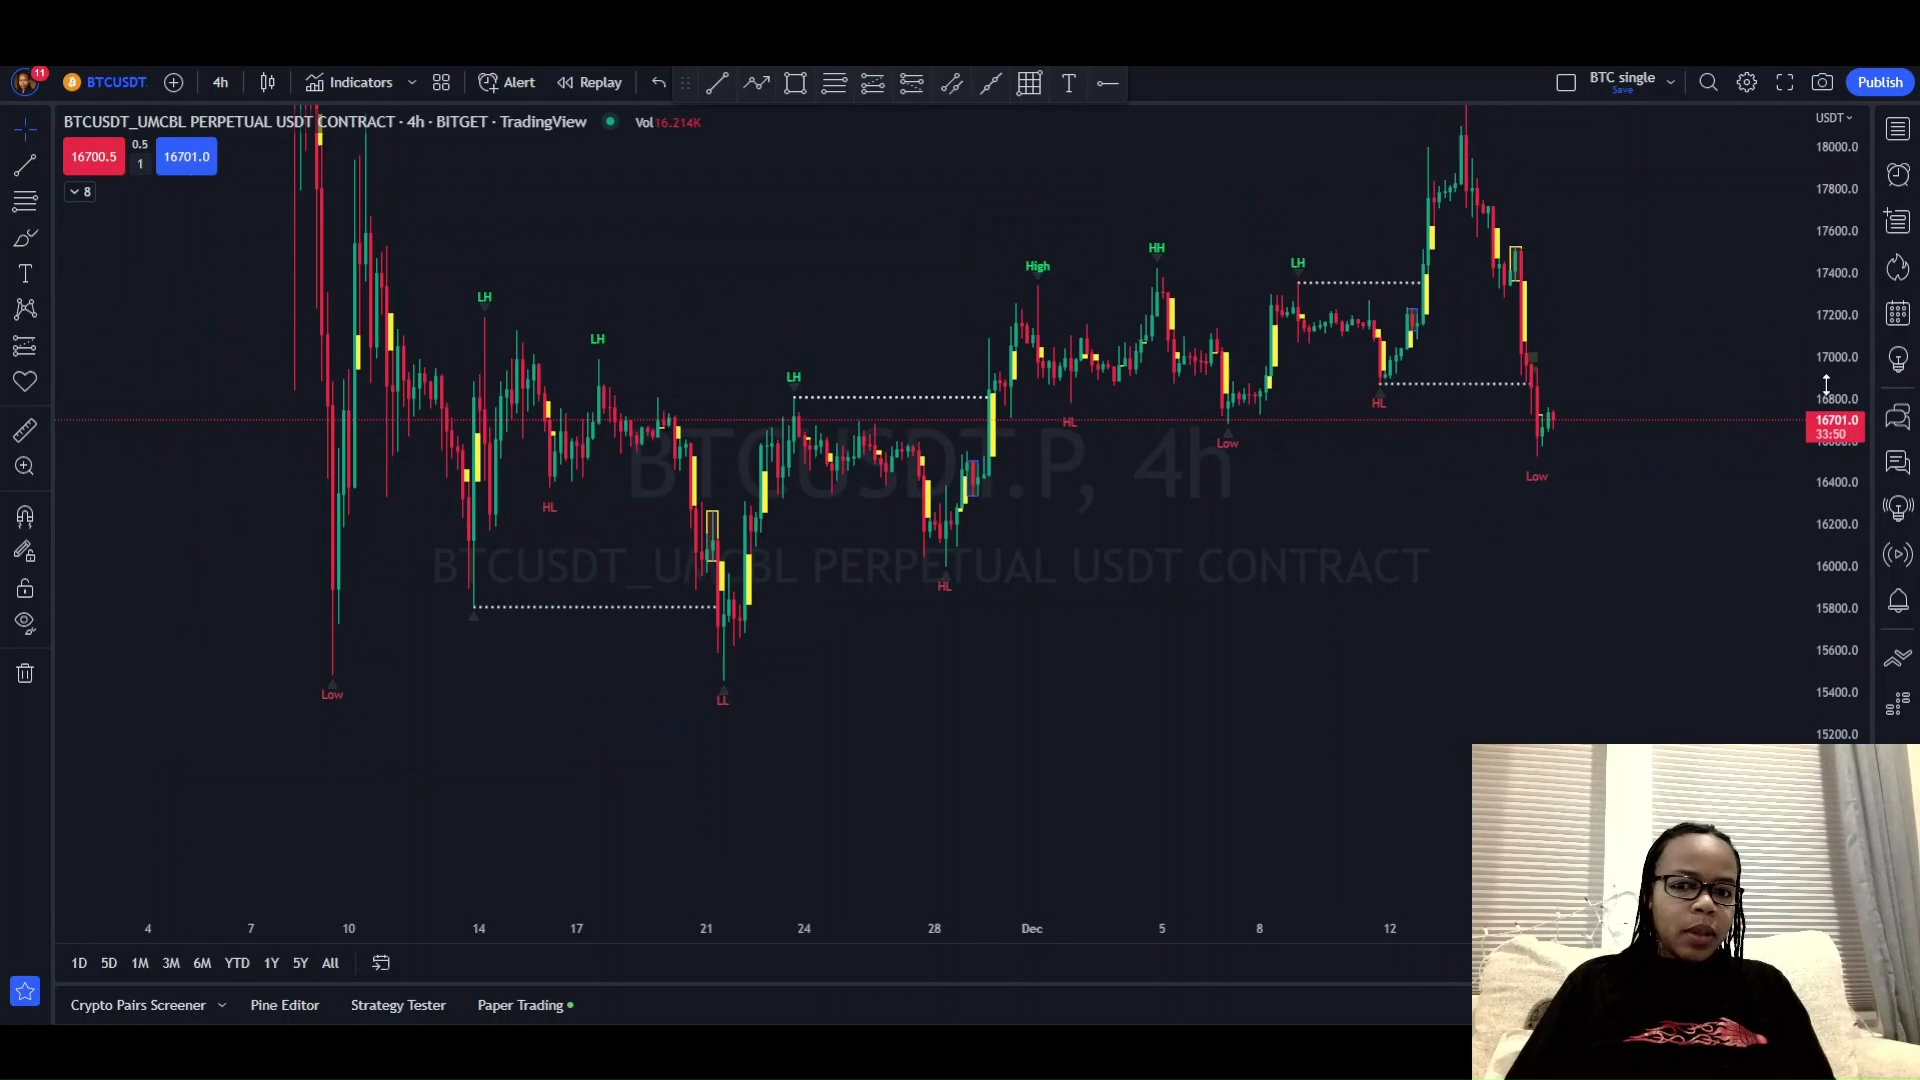 11
BTCUSDT 4h Indicators Alert Replay BTC single Publish
Save
BTCUSDT_UMCBL PERPETUAL USDT CONTRACT · 4h · BITGET · TradingView Vol 16.214K
USDT
16700.5 0.5 16701.0
1
8
18000.0
17800.0
17600.0
17400.0
17200.0
17000.0
16800.0
16701.0
33:50
16400.0
16200.0
16000.0
15800.0
15600.0
15400.0
15200.0
HH
LH
High
LH
LH
LH
HL
HL
Low
Low
HL
HL
Low
LL
BTCUSDT.P, 4h
BTCUSDT_UMCBL PERPETUAL USDT CONTRACT
4 7 10 14 17 21 24 28 Dec 5 8 12
1D 5D 1M 3M 6M YTD 1Y 5Y All
Crypto Pairs Screener Pine Editor Strategy Tester Paper Trading